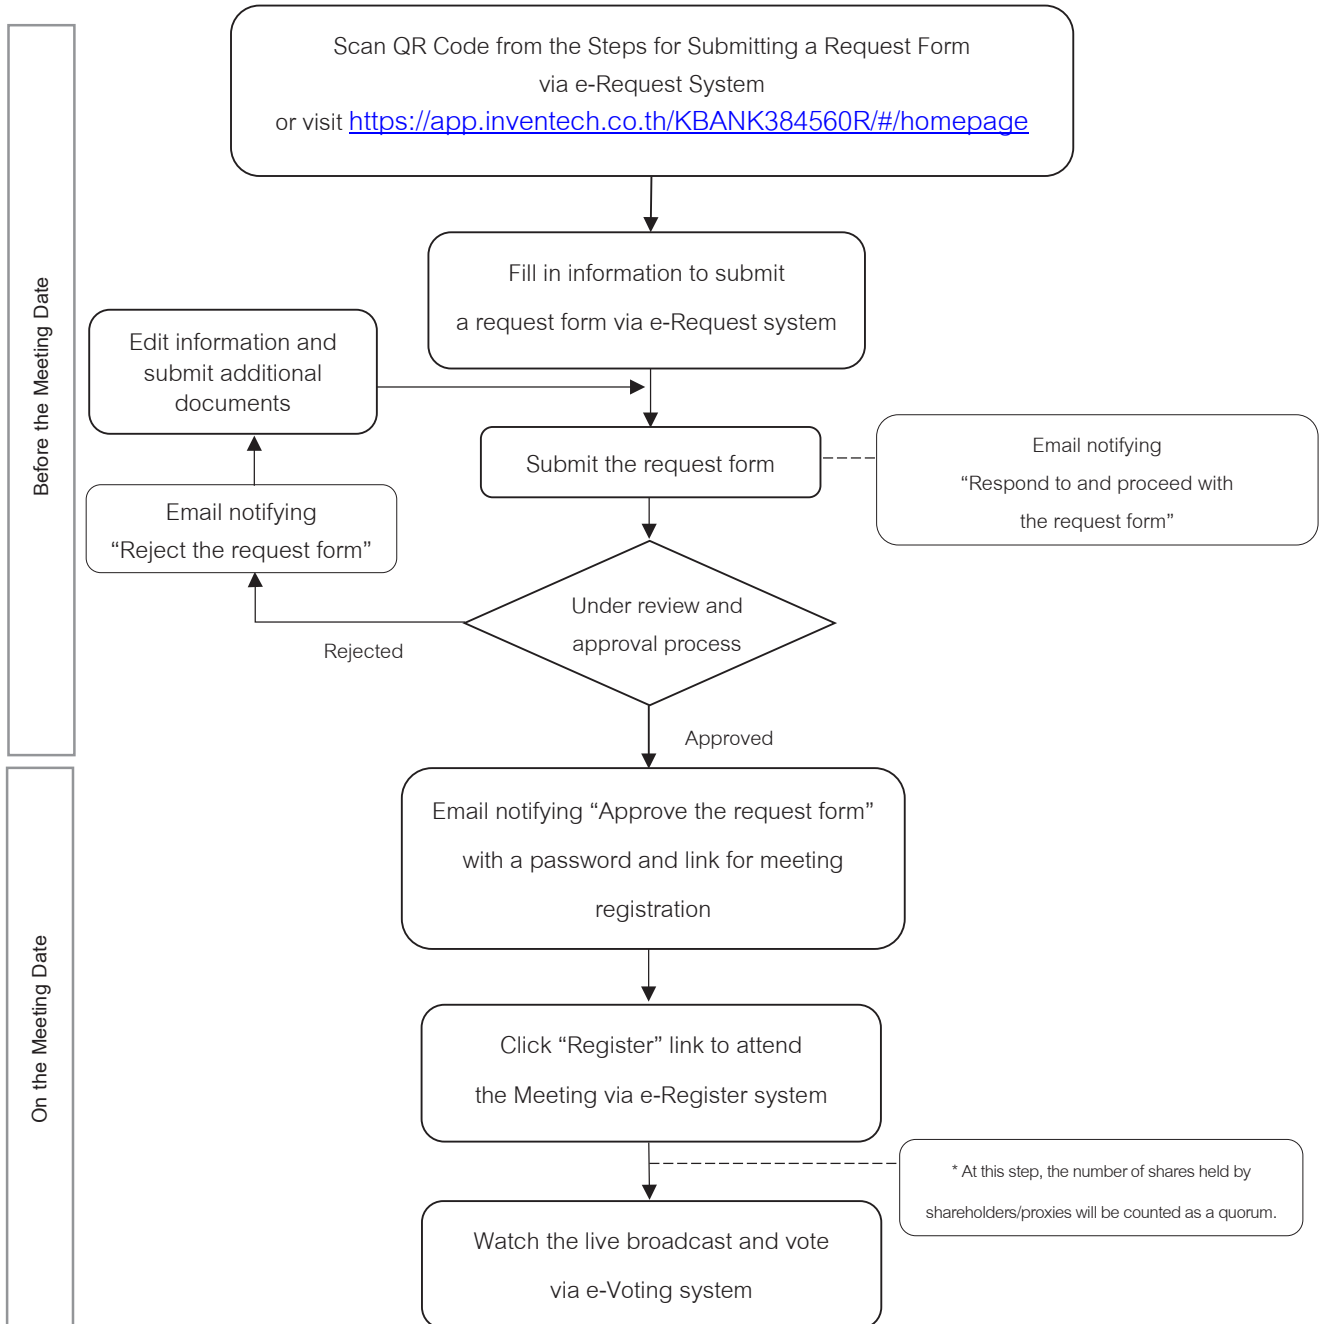 Before the Meeting Date
Scan QR Code from the Steps for Submitting a Request Form
via e-Request System
or visit https://app.inventech.co.th/KBANK384560R/#/homepage
Fill in information to submit
a request form via e-Request system
Edit information and
submit additional
documents
Submit the request form
Email notifying
“Respond to and proceed with
the request form”
Email notifying
“Reject the request form”
Under review and
approval process
Rejected
Approved
On the Meeting Date
Email notifying “Approve the request form”
with a password and link for meeting
registration
Click “Register” link to attend
the Meeting via e-Register system
* At this step, the number of shares held by
shareholders/proxies will be counted as a quorum.
Watch the live broadcast and vote
via e-Voting system